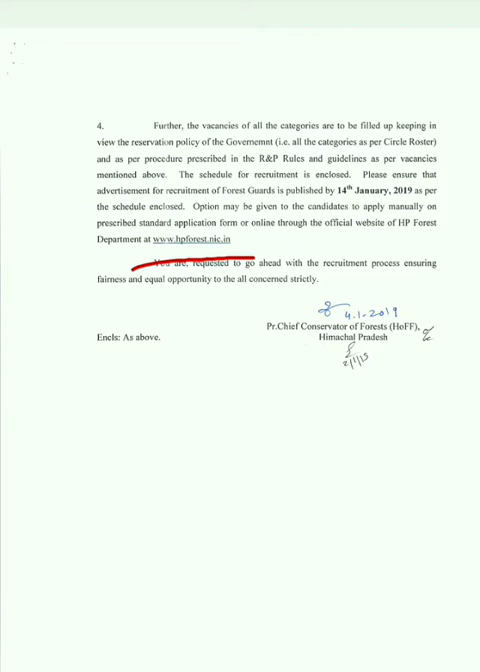 4. Further, the vacancies of all the categories are to be filled up keeping in
view the reservation policy of the Governemnt (i.e. all the categories as per Circle Roster)
and as per procedure prescribed in the R&P Rules and guidelines as per vacancies
mentioned above. The schedule for recruitment is enclosed. Please ensure that
advertisement for recruitment of Forest Guards is published by 14th January, 2019 as per
the schedule enclosed. Option may be given to the candidates to apply manually on
prescribed standard application form or online through the official website of HP Forest
Department at www.hpforest.nic.in
You are, requested to go ahead with the recruitment process ensuring
fairness and equal opportunity to the all concerned strictly.
4.1.2019
Pr.Chief Conservator of Forests (HoFF),
Encls: As above. Himachal Pradesh